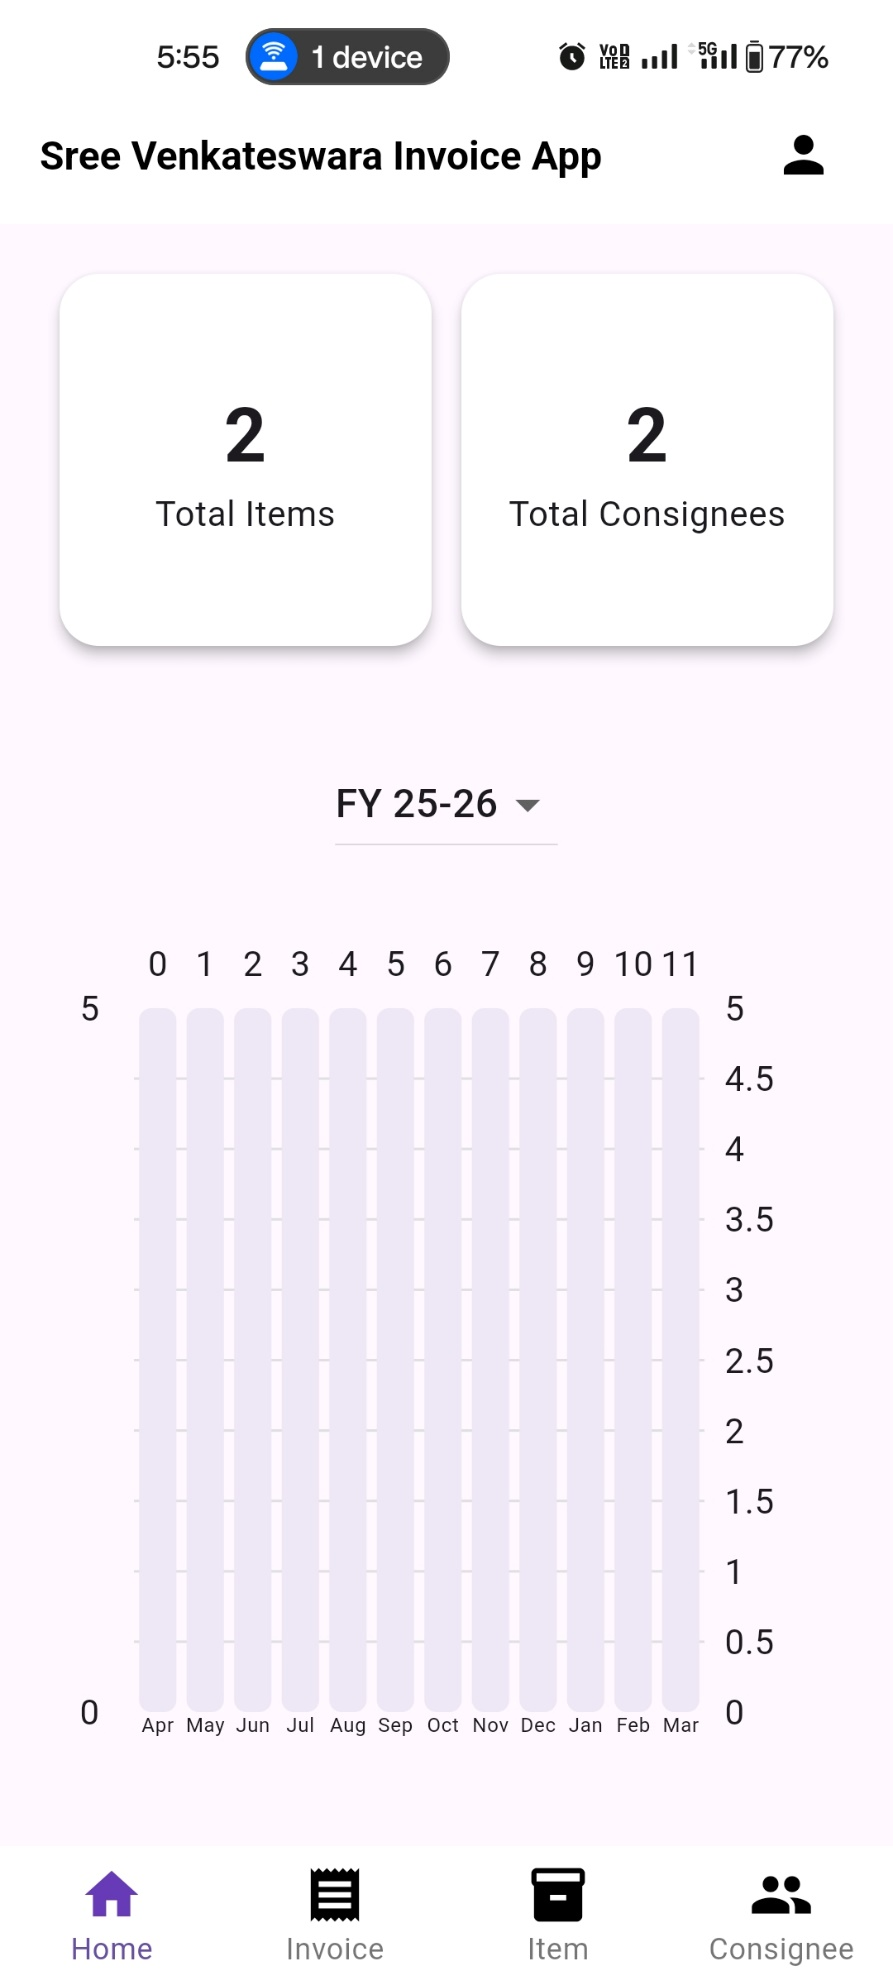 5:55 1 device VoD LTE2 5G 77%
Sree Venkateswara Invoice App
2 2
Total Items Total Consignees
FY 25-26
0 1 2 3 4 5 6 7 8 9 10 11
5 5
4.5
4
3.5
3
2.5
2
1.5
1
0.5
0 0
Apr May Jun Jul Aug Sep Oct Nov Dec Jan Feb Mar
Home Invoice Item Consignee